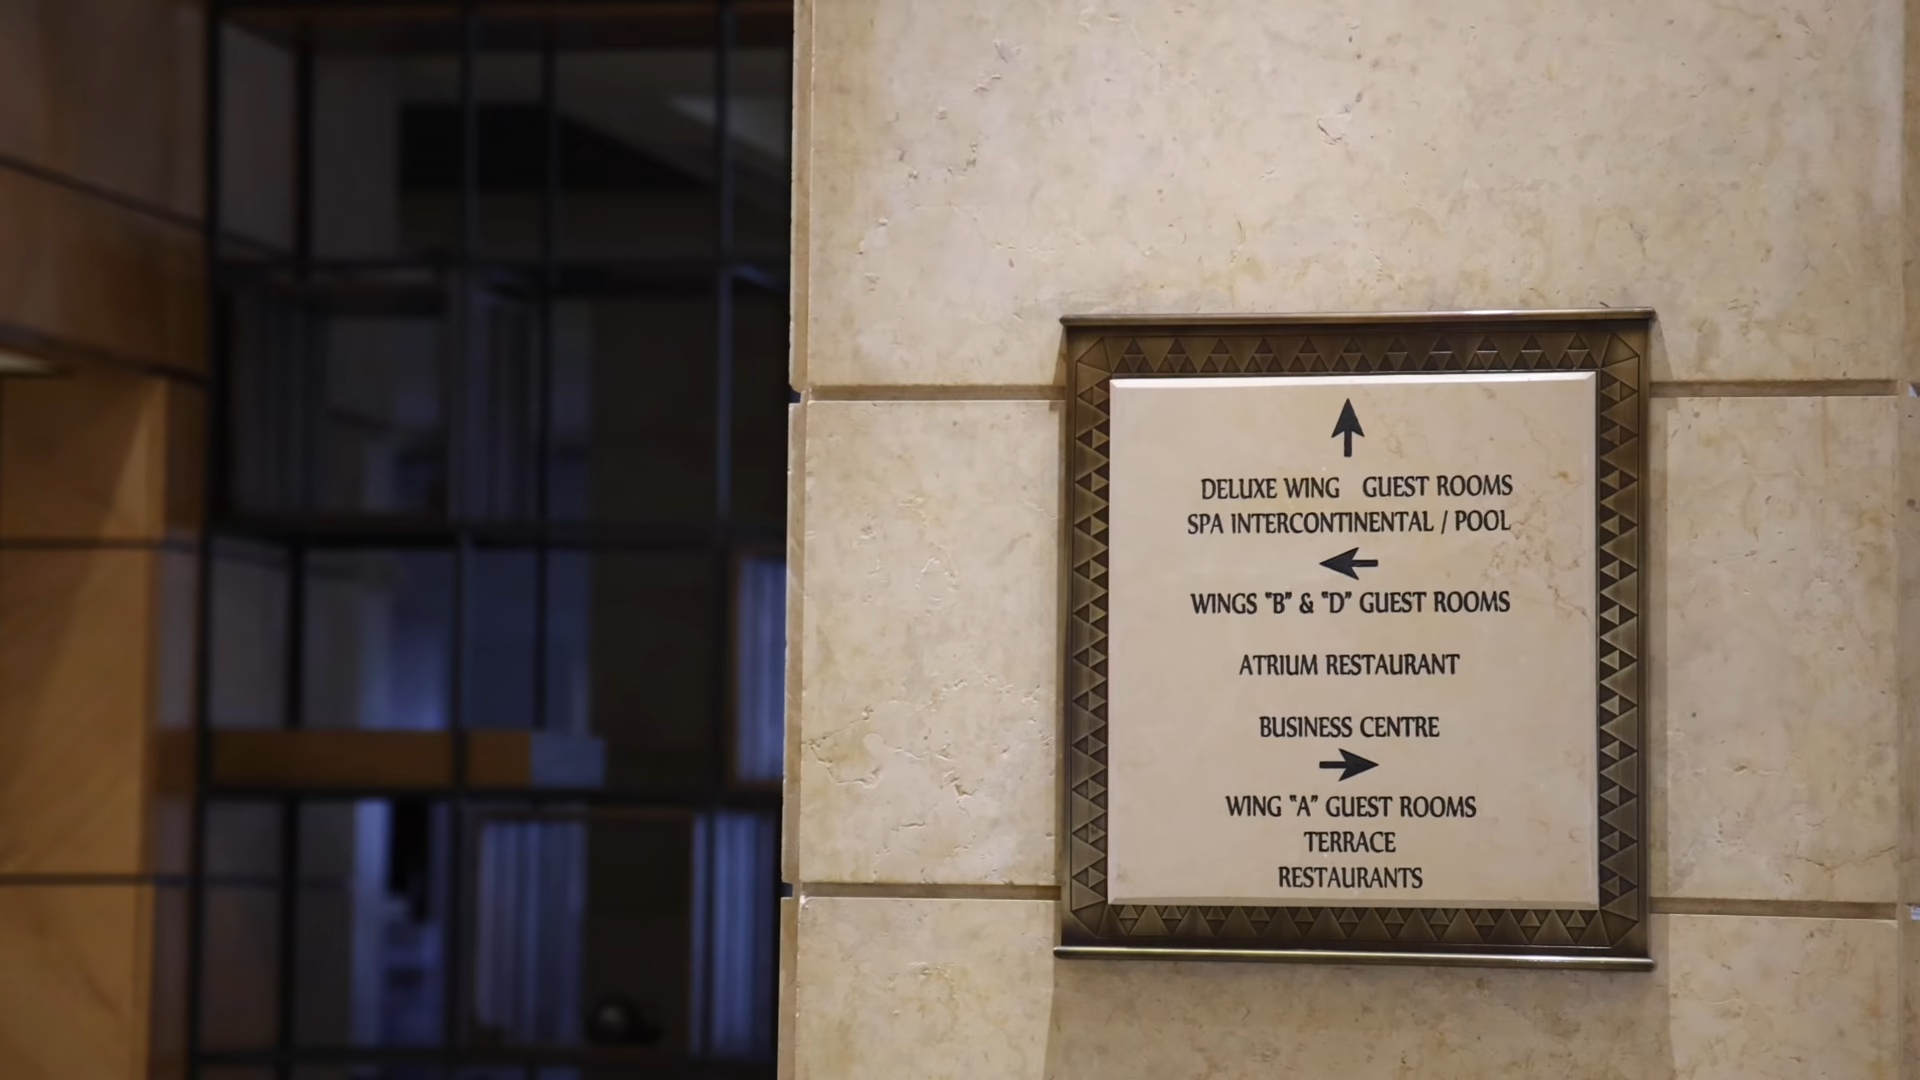 DELUXE WING GUEST ROOMS
SPA INTERCONTINENTAL / POOL
WINGS "B" & "D" GUEST ROOMS
ATRIUM RESTAURANT
BUSINESS CENTRE
WING "A" GUEST ROOMS
TERRACE
RESTAURANTS